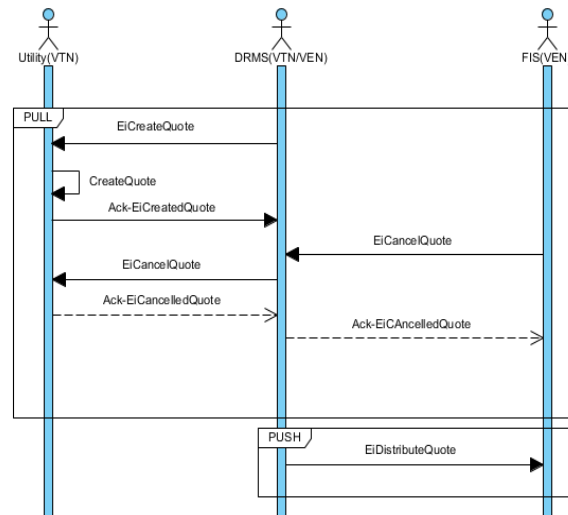 Utility(VTN) DRMS(VTN/VEN) FIS(VEN
PULL
EiCreateQuote
CreateQuote
Ack-EiCreatedQuote
EiCancelQuote
EiCancelQuote
Ack-EiCancelledQuote
Ack-EiCAncelledQuote
PUSH
EiDistributeQuote